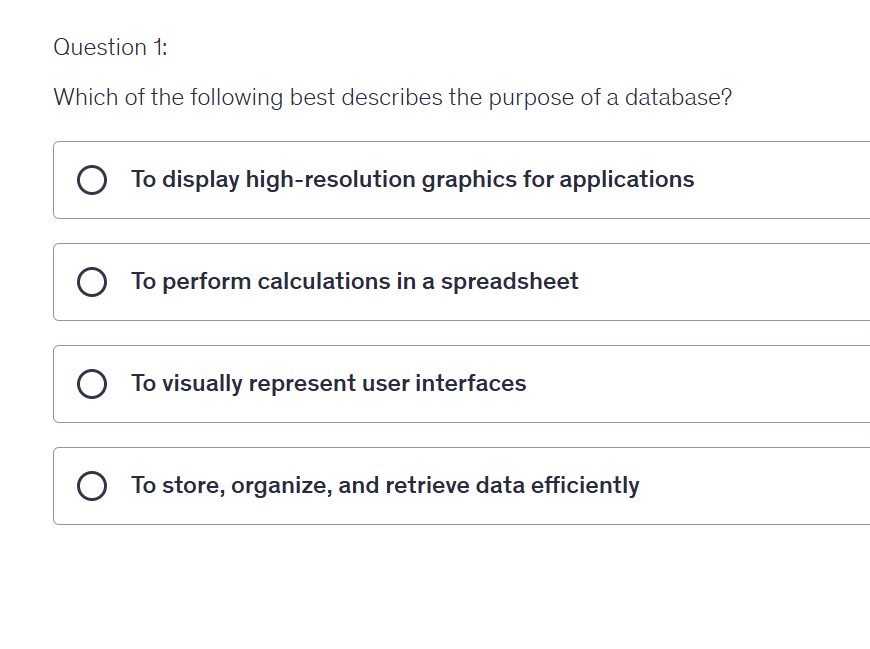 Question 1:
Which of the following best describes the purpose of a database?
To display high-resolution graphics for applications
To perform calculations in a spreadsheet
To visually represent user interfaces
To store, organize, and retrieve data efficiently